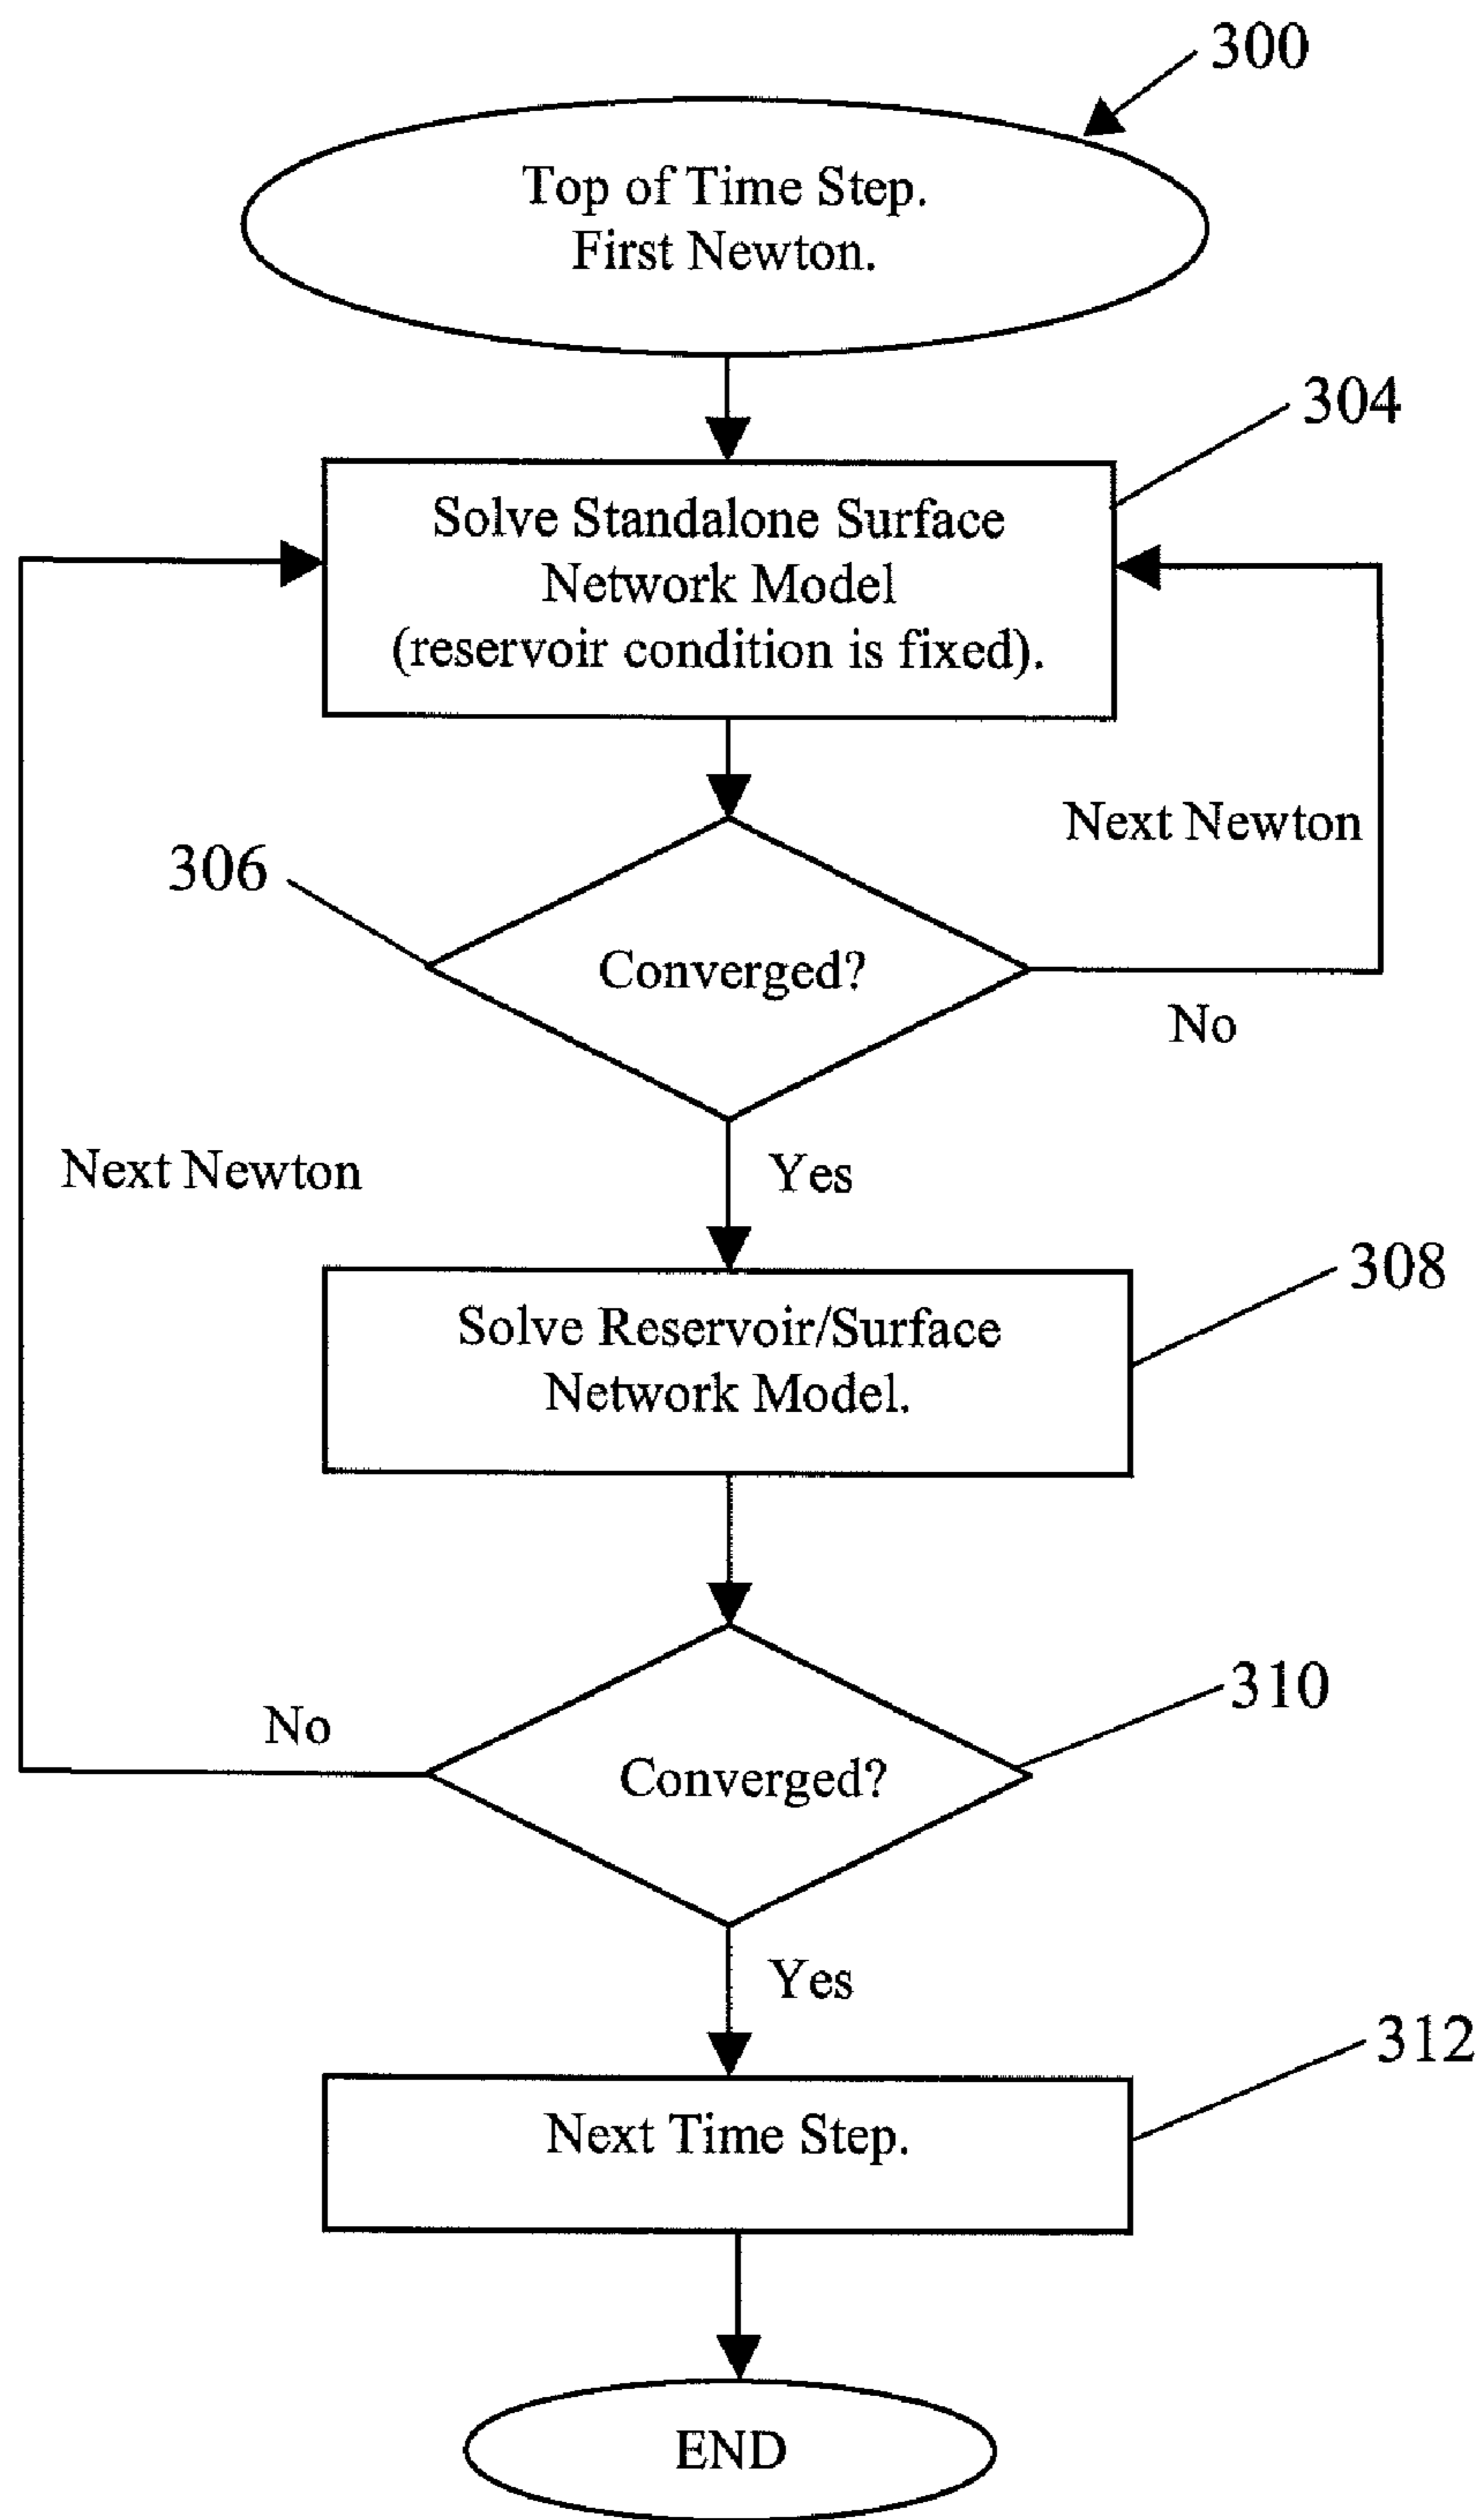 300
Top of Time Step.
First Newton.
304
Solve Standalone Surface
Network Model
(reservoir condition is fixed).
Next Newton
306
Converged?
No
Next Newton
Yes
308
Solve Reservoir/Surface
Network Model.
310
No
Converged?
Yes
312
Next Time Step.
END